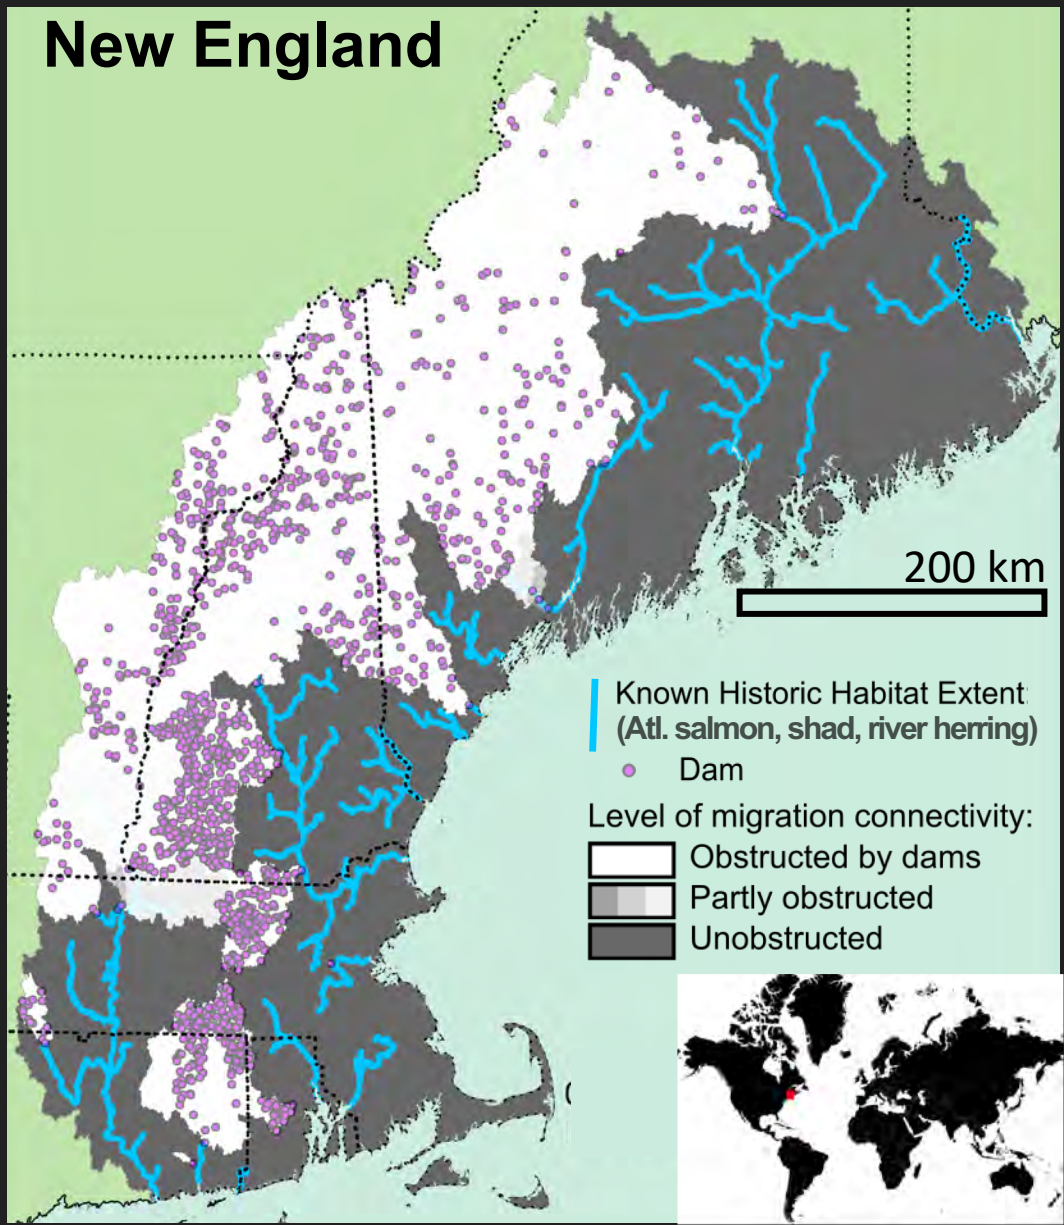 New England
200 km
Known Historic Habitat Extent:
(Atl. salmon, shad, river herring)
Dam
Level of migration connectivity:
Obstructed by dams
Partly obstructed
Unobstructed